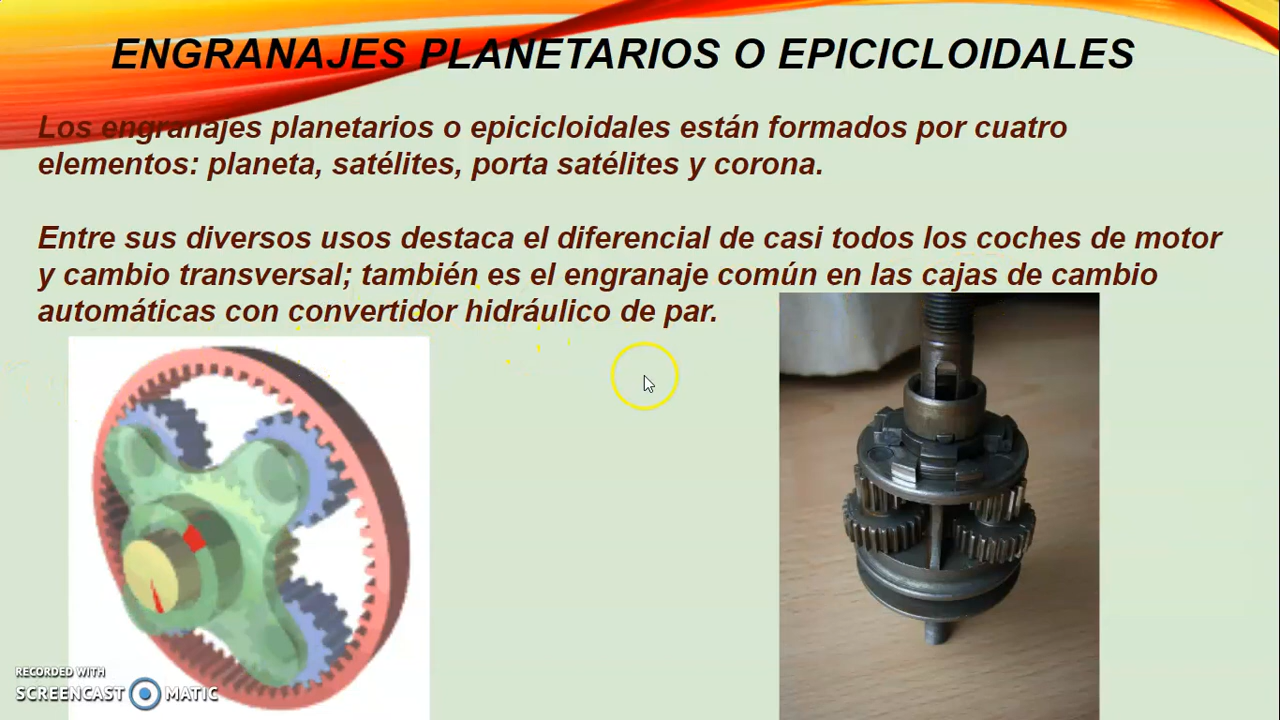 ENGRANAJES PLANETARIOS O EPICICLOIDALES
Los engranajes planetarios o epicicloidales están formados por cuatro
elementos: planeta, satélites, porta satélites y corona.
Entre sus diversos usos destaca el diferencial de casi todos los coches de motor
y cambio transversal; también es el engranaje común en las cajas de cambio
automáticas con convertidor hidráulico de par.
RECORDED WITH
SCREENCAST MATIC